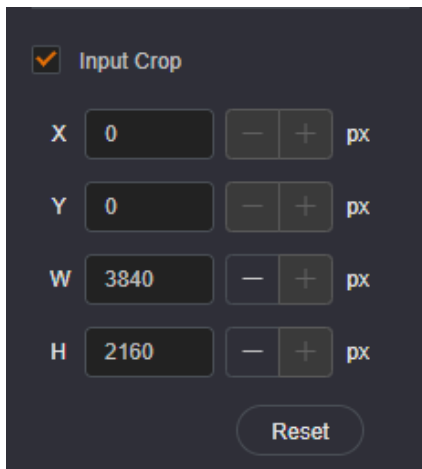 Input Crop
X 0 — + px
Y 0 — + px
W 3840 — + px
H 2160 — + px
Reset